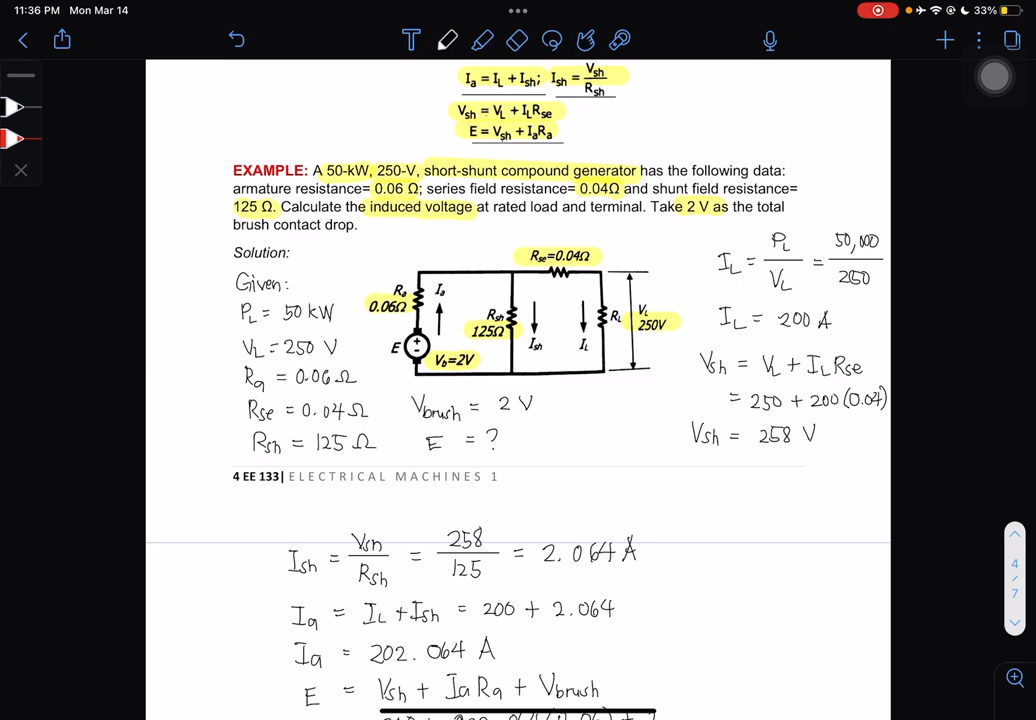 11:36 PM Mon Mar 14
33%
Ia = IL + Ish; Ish = Vsh
Rsh
Vsh = VL + ILRse
E = Vsh + IaRa
EXAMPLE: A 50-kW, 250-V, short-shunt compound generator has the following data:
armature resistance= 0.06 Ω; series field resistance= 0.04Ω and shunt field resistance=
125 Ω. Calculate the induced voltage at rated load and terminal. Take 2 V as the total
brush contact drop.
Solution:
Given:
PL = 50 kW
VL = 250 V
Ra = 0.06 Ω
Rse = 0.04 Ω
Rsh = 125 Ω
Rse=0.04Ω
Ra
0.06Ω
Ia
Rsh
125Ω
Ish
IL
RL
VL
250V
E
+
-
Vb=2V
Vbrush = 2 V
E = ?
IL = PL = 50,000
VL 250
IL = 200 A
Vsh = VL + ILRse
= 250 + 200(0.04)
Vsh = 258 V
4 EE 133| ELECTRICAL MACHINES 1
Ish = Vsh = 258 = 2.064 A
Rsh 125
Ia = IL + Ish = 200 + 2.064
Ia = 202.064 A
E = Vsh + IaRa + Vbrush
4
/
7